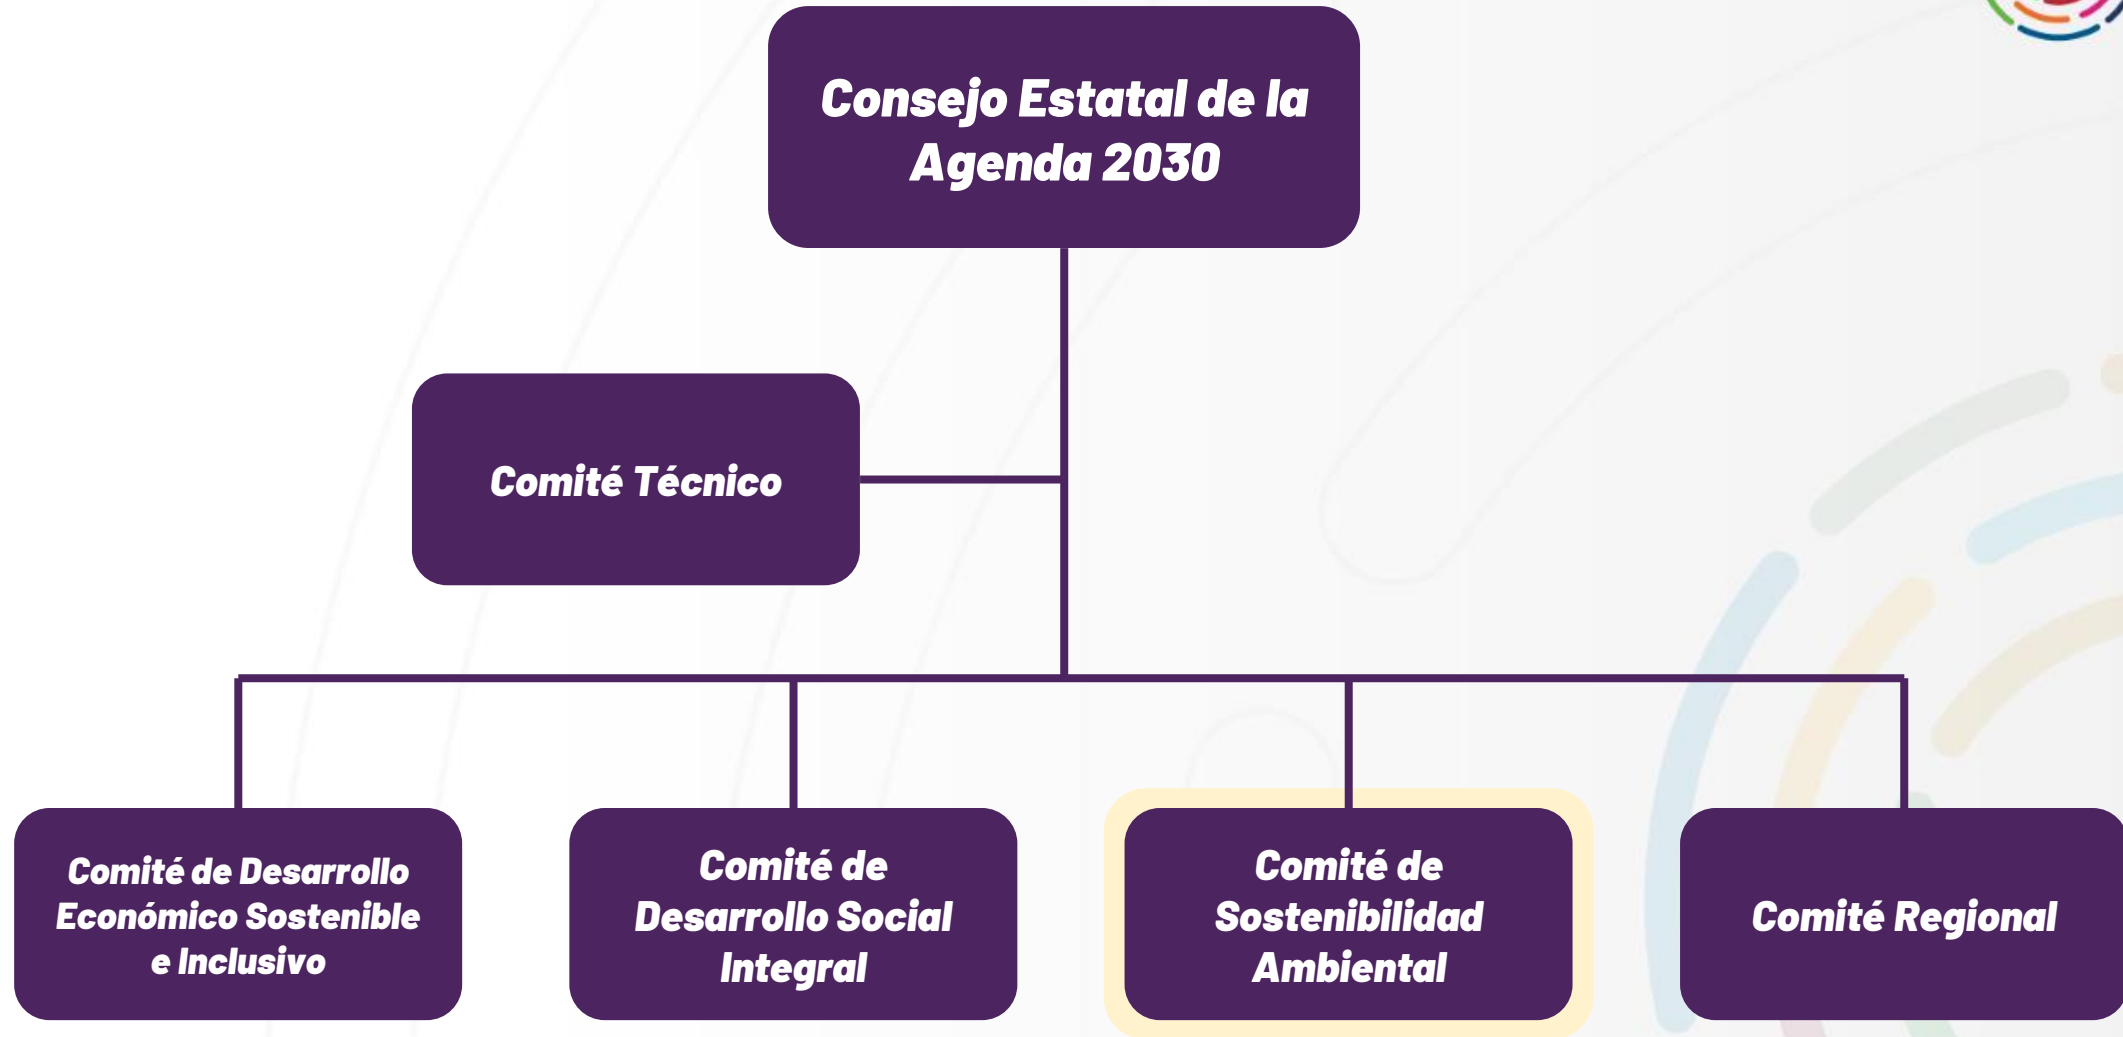 Consejo Estatal de la
Agenda 2030
Comité Técnico
Comité de Desarrollo
Económico Sostenible
e Inclusivo
Comité de
Desarrollo Social
Integral
Comité de
Sostenibilidad
Ambiental
Comité Regional